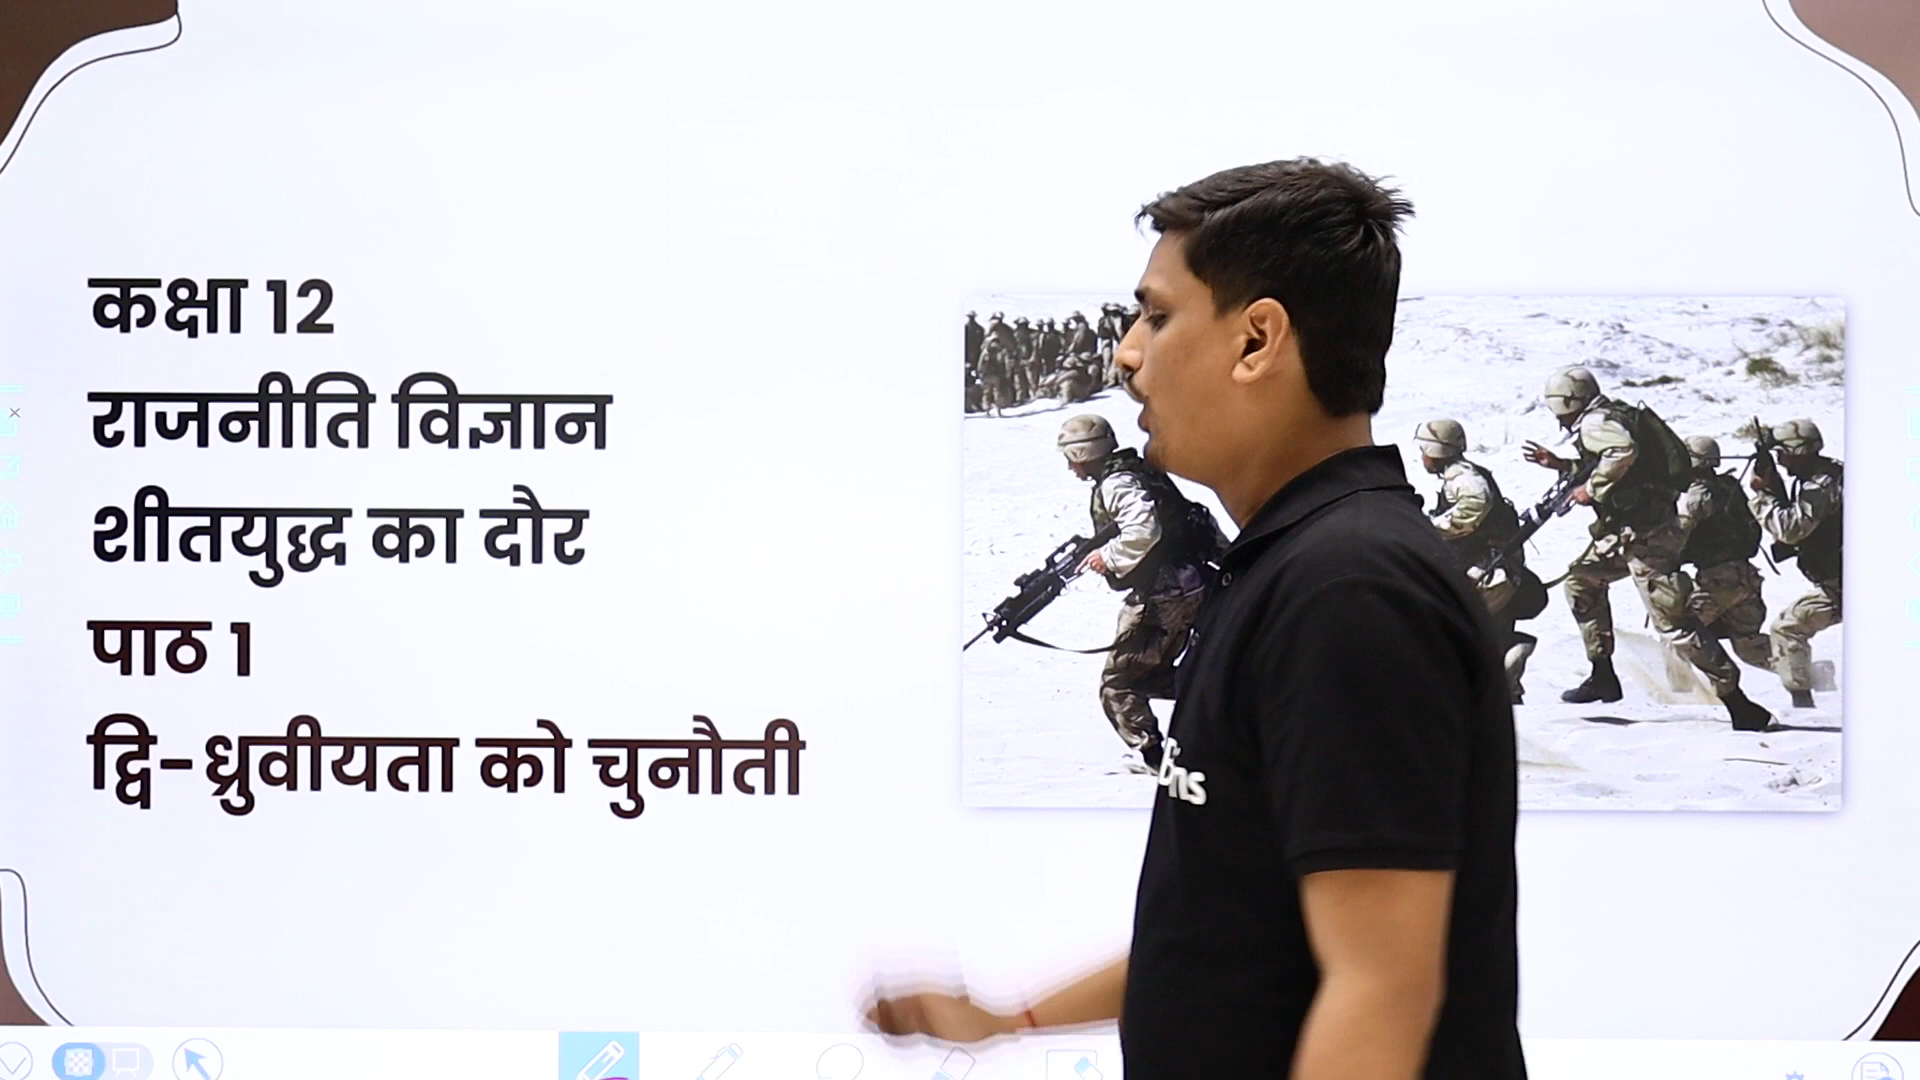 कक्षा 12
राजनीति विज्ञान
शीतयुद्ध का दौर
पाठ 1
द्वि-ध्रुवीयता को चुनौती